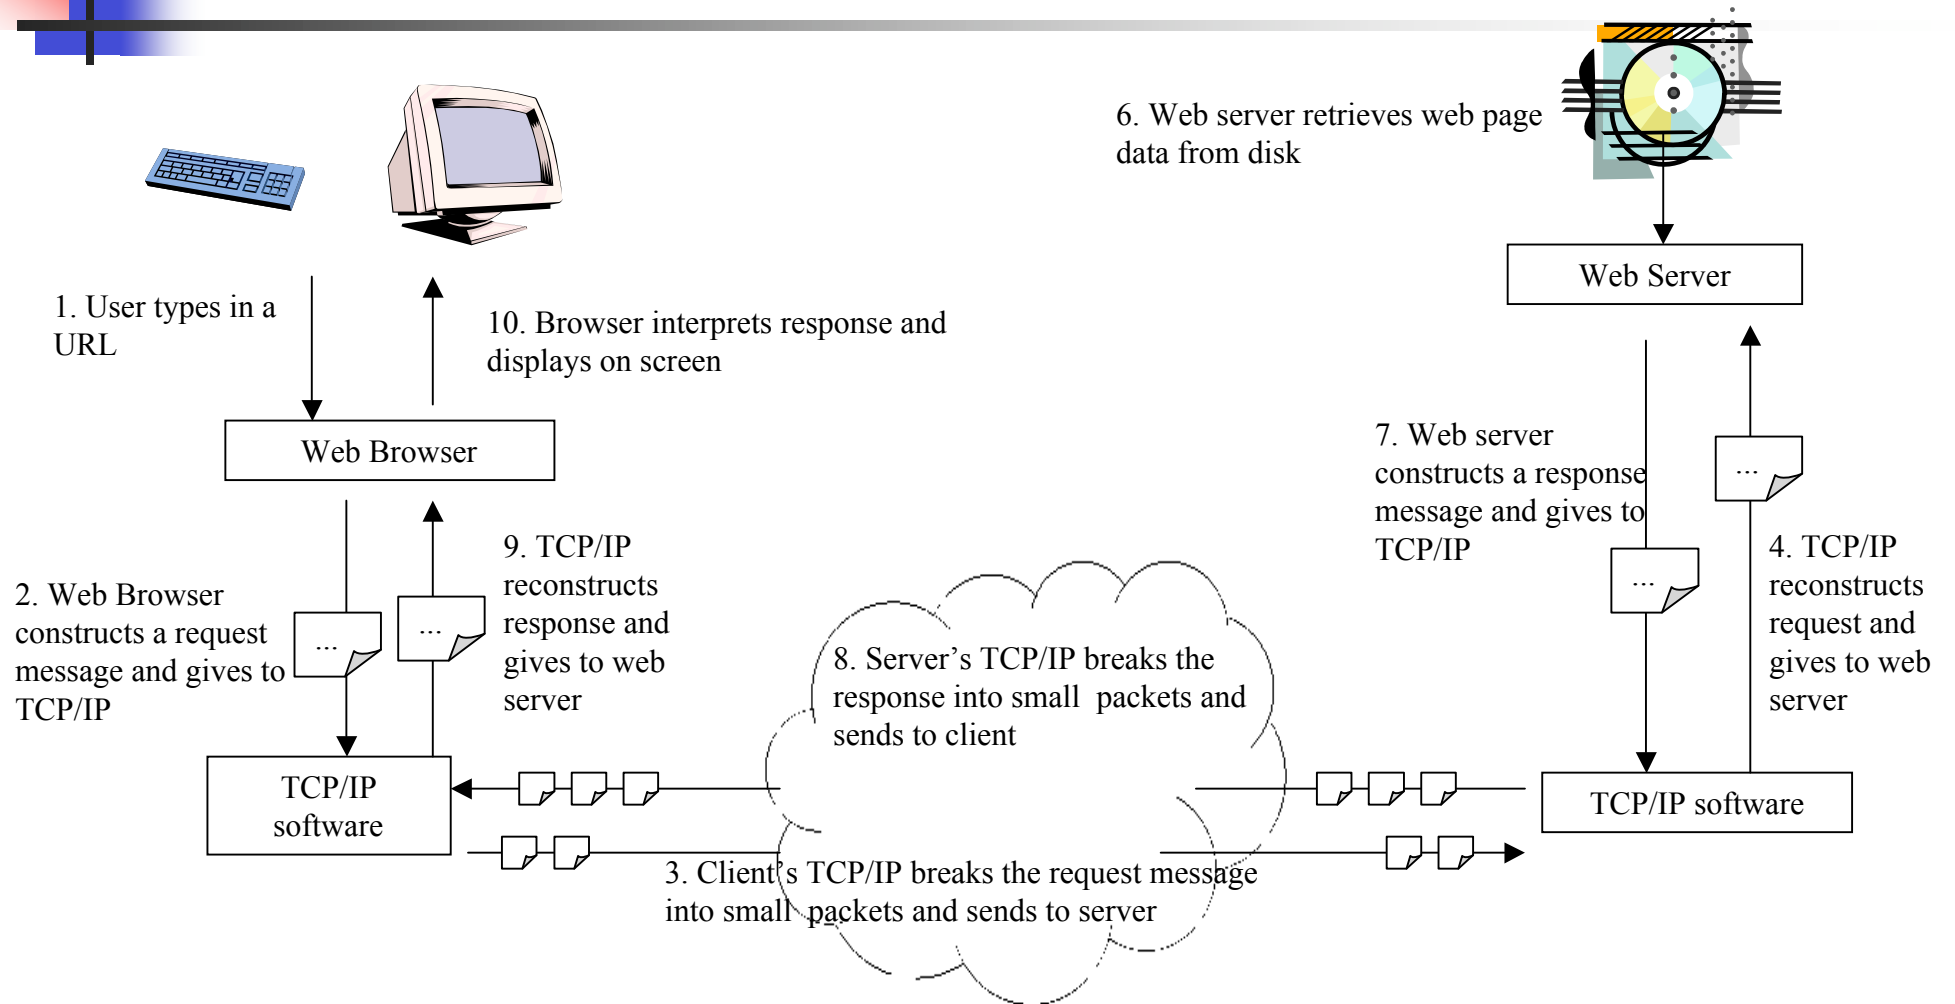 6. Web server retrieves web page
data from disk
Web Server
1. User types in a
URL
10. Browser interprets response and
displays on screen
Web Browser
7. Web server
constructs a response
message and gives to
TCP/IP
...
...
4. TCP/IP
reconstructs
request and
gives to web
server
9. TCP/IP
reconstructs
response and
gives to web
server
2. Web Browser
constructs a request
message and gives to
TCP/IP
...
...
8. Server’s TCP/IP breaks the
response into small packets and
sends to client
TCP/IP
software
TCP/IP software
3. Client’s TCP/IP breaks the request message
into small packets and sends to server